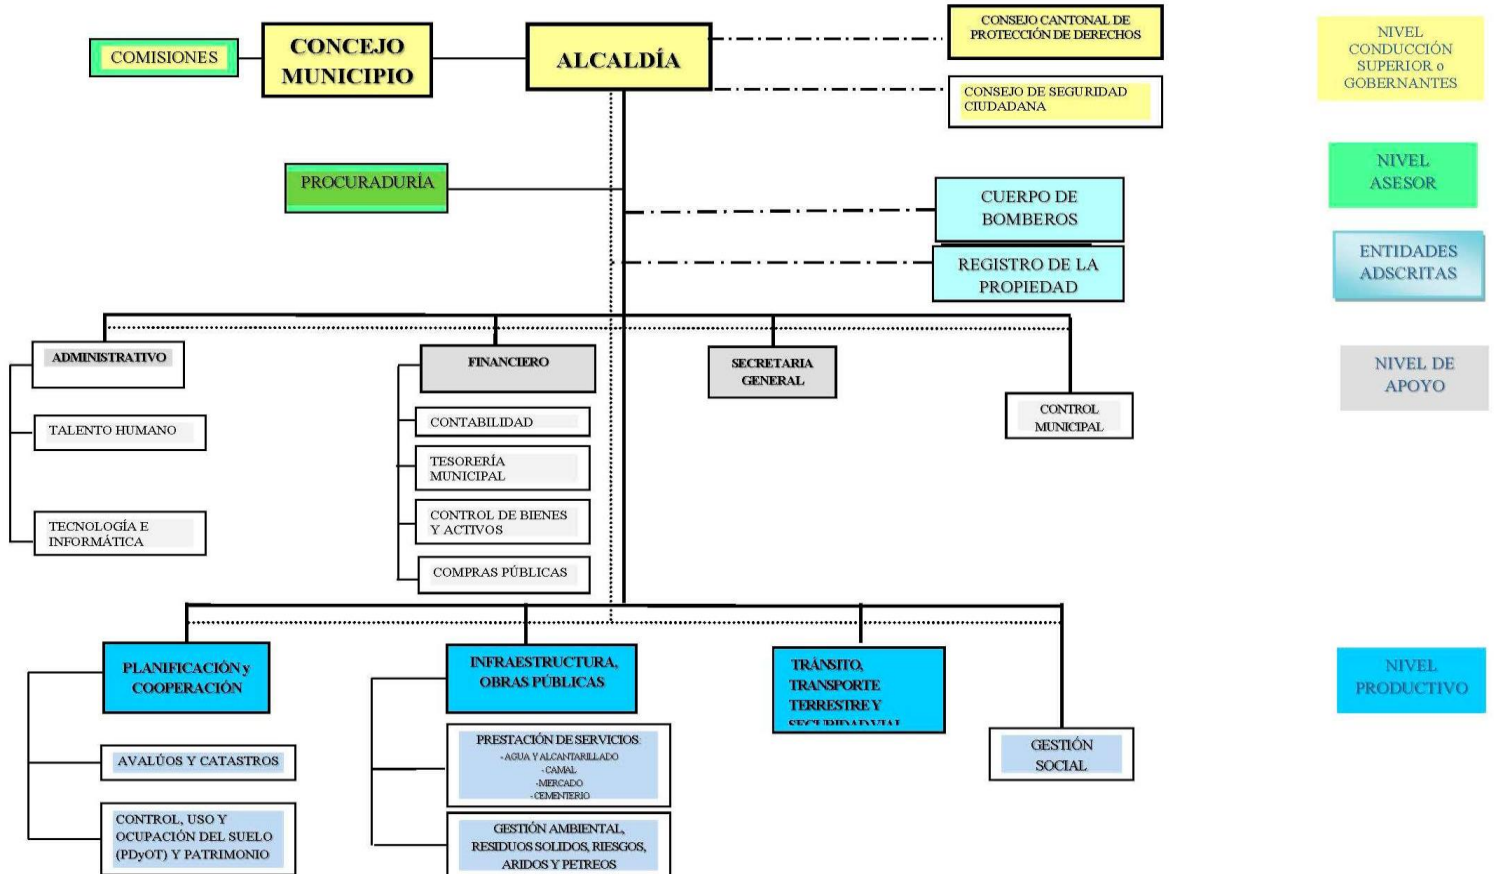 COMISIONES
CONCEJO
MUNICIPIO
ALCALDÍA
CONSEJO CANTONAL DE
PROTECCIÓN DE DERECHOS
CONSEJO DE SEGURIDAD
CIUDADANA
NIVEL
CONDUCCIÓN
SUPERIOR o
GOBERNANTES
PROCURADURÍA
NIVEL
ASESOR
CUERPO DE
BOMBEROS
REGISTRO DE LA
PROPIEDAD
ENTIDADES
ADSCRITAS
ADMINISTRATIVO
TALENTO HUMANO
TECNOLOGÍA E
INFORMÁTICA
FINANCIERO
CONTABILIDAD
TESORERÍA
MUNICIPAL
CONTROL DE BIENES
Y ACTIVOS
COMPRAS PÚBLICAS
SECRETARIA
GENERAL
CONTROL
MUNICIPAL
NIVEL DE
APOYO
PLANIFICACIÓN y
COOPERACIÓN
AVALÚOS Y CATASTROS
CONTROL, USO Y
OCUPACIÓN DEL SUELO
(PDyOT) Y PATRIMONIO
INFRAESTRUCTURA,
OBRAS PÚBLICAS
PRESTACIÓN DE SERVICIOS
- AGUA Y ALCANTARILLADO
- CAMAL
-MERCADO
- CEMENTERIO
GESTIÓN AMBIENTAL,
RESIDUOS SOLIDOS, RIESGOS,
ARIDOS Y PETREOS
TRÁNSITO,
TRANSPORTE
TERRESTRE Y
SEGURIDAD VIAL
GESTIÓN
SOCIAL
NIVEL
PRODUCTIVO